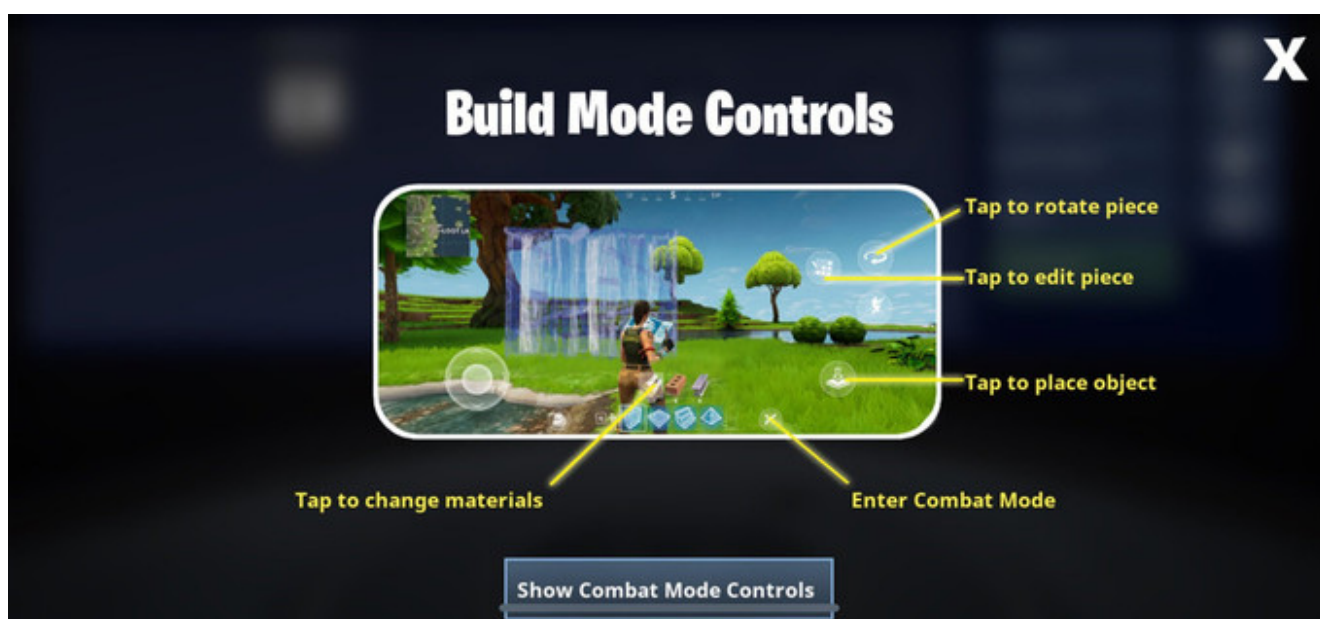 X
Build Mode Controls
S
Tap to rotate piece
Tap to edit piece
Tap to place object
Tap to change materials
Enter Combat Mode
Show Combat Mode Controls